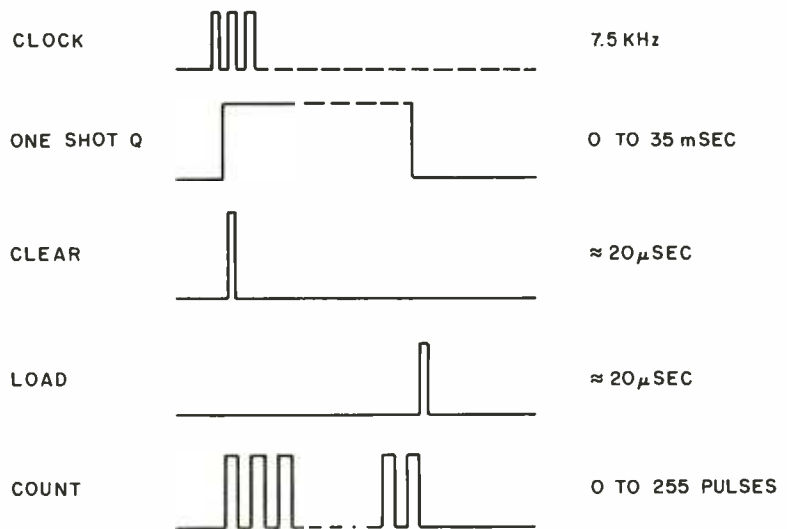 CLOCK 7.5 KHz
ONE SHOT Q 0 TO 35 mSEC
CLEAR ≈ 20μSEC
LOAD ≈ 20μSEC
COUNT 0 TO 255 PULSES